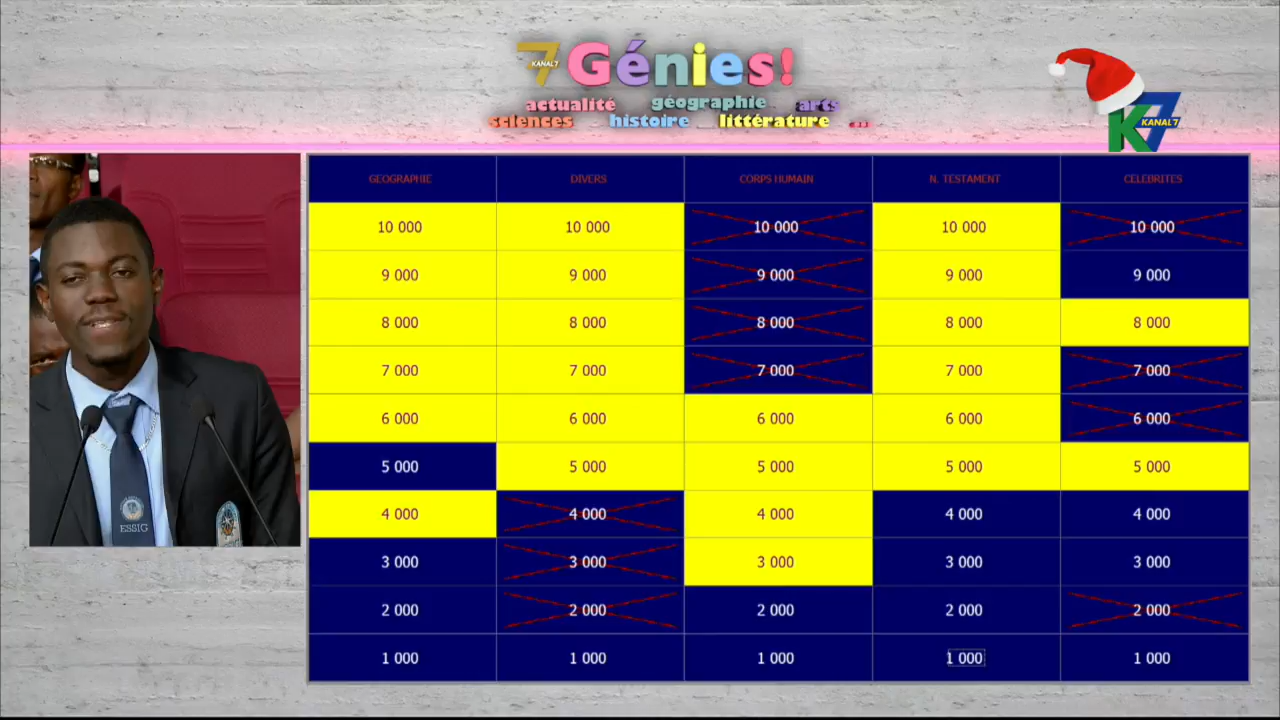 7 KANAL7 Génies!
actualité géographie arts
sciences histoire littérature ...
K7 KANAL7
GEOGRAPHIE DIVERS CORPS HUMAIN N. TESTAMENT CELEBRITES
10 000 10 000 10 000 10 000 10 000
9 000 9 000 9 000 9 000 9 000
8 000 8 000 8 000 8 000 8 000
7 000 7 000 7 000 7 000 7 000
6 000 6 000 6 000 6 000 6 000
5 000 5 000 5 000 5 000 5 000
4 000 4 000 4 000 4 000 4 000
3 000 3 000 3 000 3 000 3 000
2 000 2 000 2 000 2 000 2 000
1 000 1 000 1 000 1 000 1 000
ESSIG